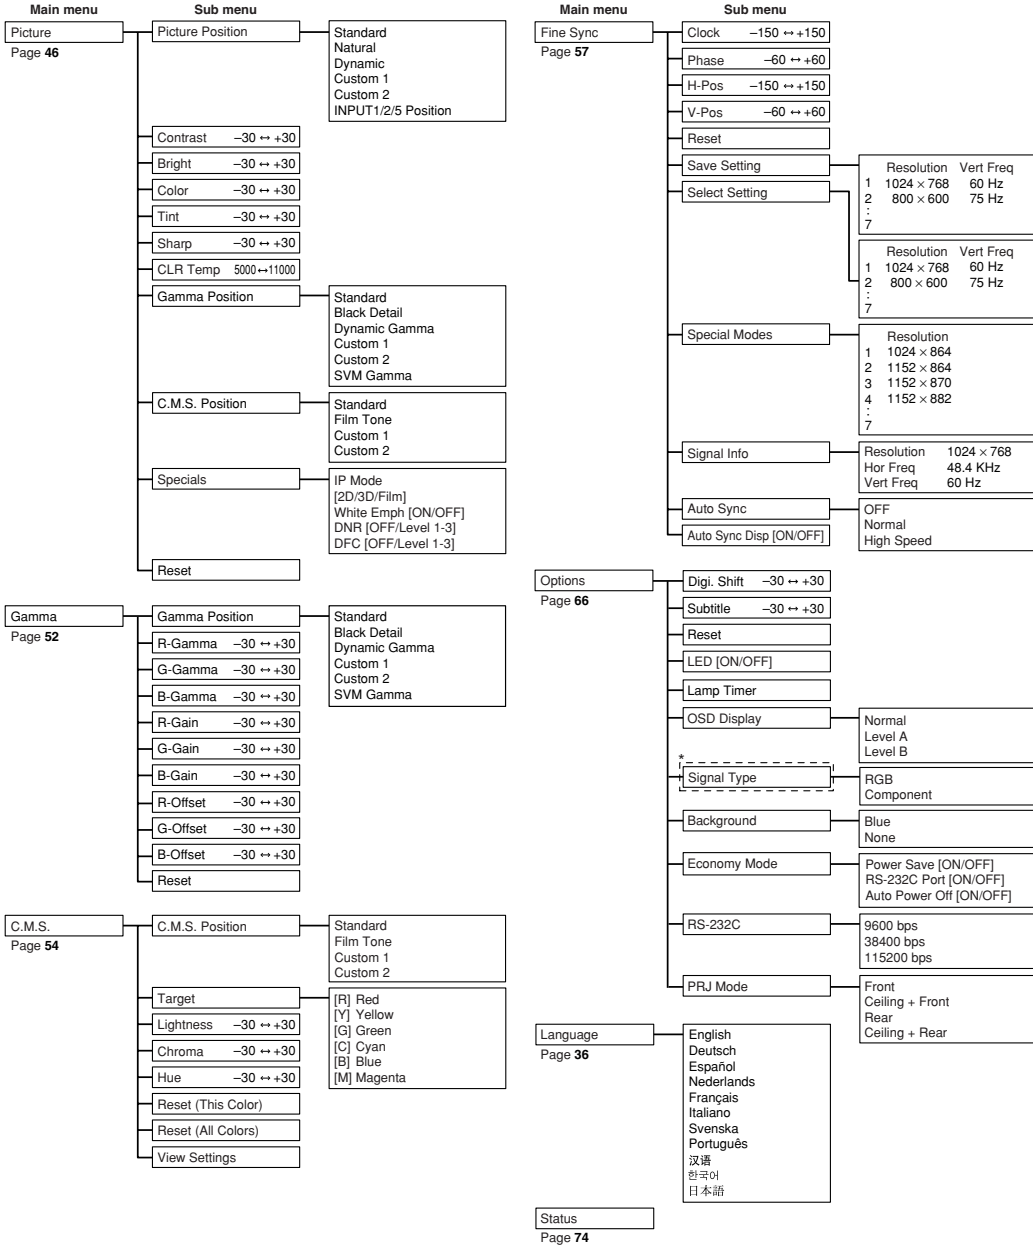 Main menu Sub menu
Picture
Page 46
Picture Position
Standard
Natural
Dynamic
Custom 1
Custom 2
INPUT1/2/5 Position
Contrast –30 ↔ +30
Bright –30 ↔ +30
Color –30 ↔ +30
Tint –30 ↔ +30
Sharp –30 ↔ +30
CLR Temp 5000↔11000
Gamma Position
Standard
Black Detail
Dynamic Gamma
Custom 1
Custom 2
SVM Gamma
C.M.S. Position
Standard
Film Tone
Custom 1
Custom 2
Specials
IP Mode
[2D/3D/Film]
White Emph [ON/OFF]
DNR [OFF/Level 1-3]
DFC [OFF/Level 1-3]
Reset
Gamma
Page 52
Gamma Position
Standard
Black Detail
Dynamic Gamma
Custom 1
Custom 2
SVM Gamma
R-Gamma –30 ↔ +30
G-Gamma –30 ↔ +30
B-Gamma –30 ↔ +30
R-Gain –30 ↔ +30
G-Gain –30 ↔ +30
B-Gain –30 ↔ +30
R-Offset –30 ↔ +30
G-Offset –30 ↔ +30
B-Offset –30 ↔ +30
Reset
C.M.S.
Page 54
C.M.S. Position
Standard
Film Tone
Custom 1
Custom 2
Target
[R] Red
[Y] Yellow
[G] Green
[C] Cyan
[B] Blue
[M] Magenta
Lightness –30 ↔ +30
Chroma –30 ↔ +30
Hue –30 ↔ +30
Reset (This Color)
Reset (All Colors)
View Settings
Main menu Sub menu
Fine Sync
Page 57
Clock –150 ↔ +150
Phase –60 ↔ +60
H-Pos –150 ↔ +150
V-Pos –60 ↔ +60
Reset
Save Setting
Resolution Vert Freq
1 1024 × 768 60 Hz
2 800 × 600 75 Hz
:
7
Select Setting
Resolution Vert Freq
1 1024 × 768 60 Hz
2 800 × 600 75 Hz
:
7
Special Modes
Resolution
1 1024 × 864
2 1152 × 864
3 1152 × 870
4 1152 × 882
:
7
Signal Info
Resolution 1024 × 768
Hor Freq 48.4 KHz
Vert Freq 60 Hz
Auto Sync
OFF
Normal
High Speed
Auto Sync Disp [ON/OFF]
Options
Page 66
Digi. Shift –30 ↔ +30
Subtitle –30 ↔ +30
Reset
LED [ON/OFF]
Lamp Timer
OSD Display
Normal
Level A
Level B
*
Signal Type
RGB
Component
Background
Blue
None
Economy Mode
Power Save [ON/OFF]
RS-232C Port [ON/OFF]
Auto Power Off [ON/OFF]
RS-232C
9600 bps
38400 bps
115200 bps
PRJ Mode
Front
Ceiling + Front
Rear
Ceiling + Rear
Language
Page 36
English
Deutsch
Español
Nederlands
Français
Italiano
Svenska
Português
汉语
한국어
日本語
Status
Page 74